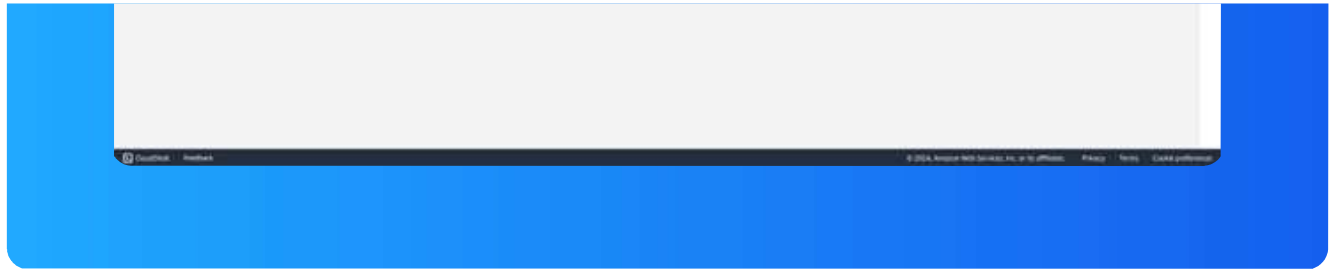 CloudShell Feedback © 2024, Amazon Web Services, Inc. or its affiliates. Privacy Terms Cookie preferences